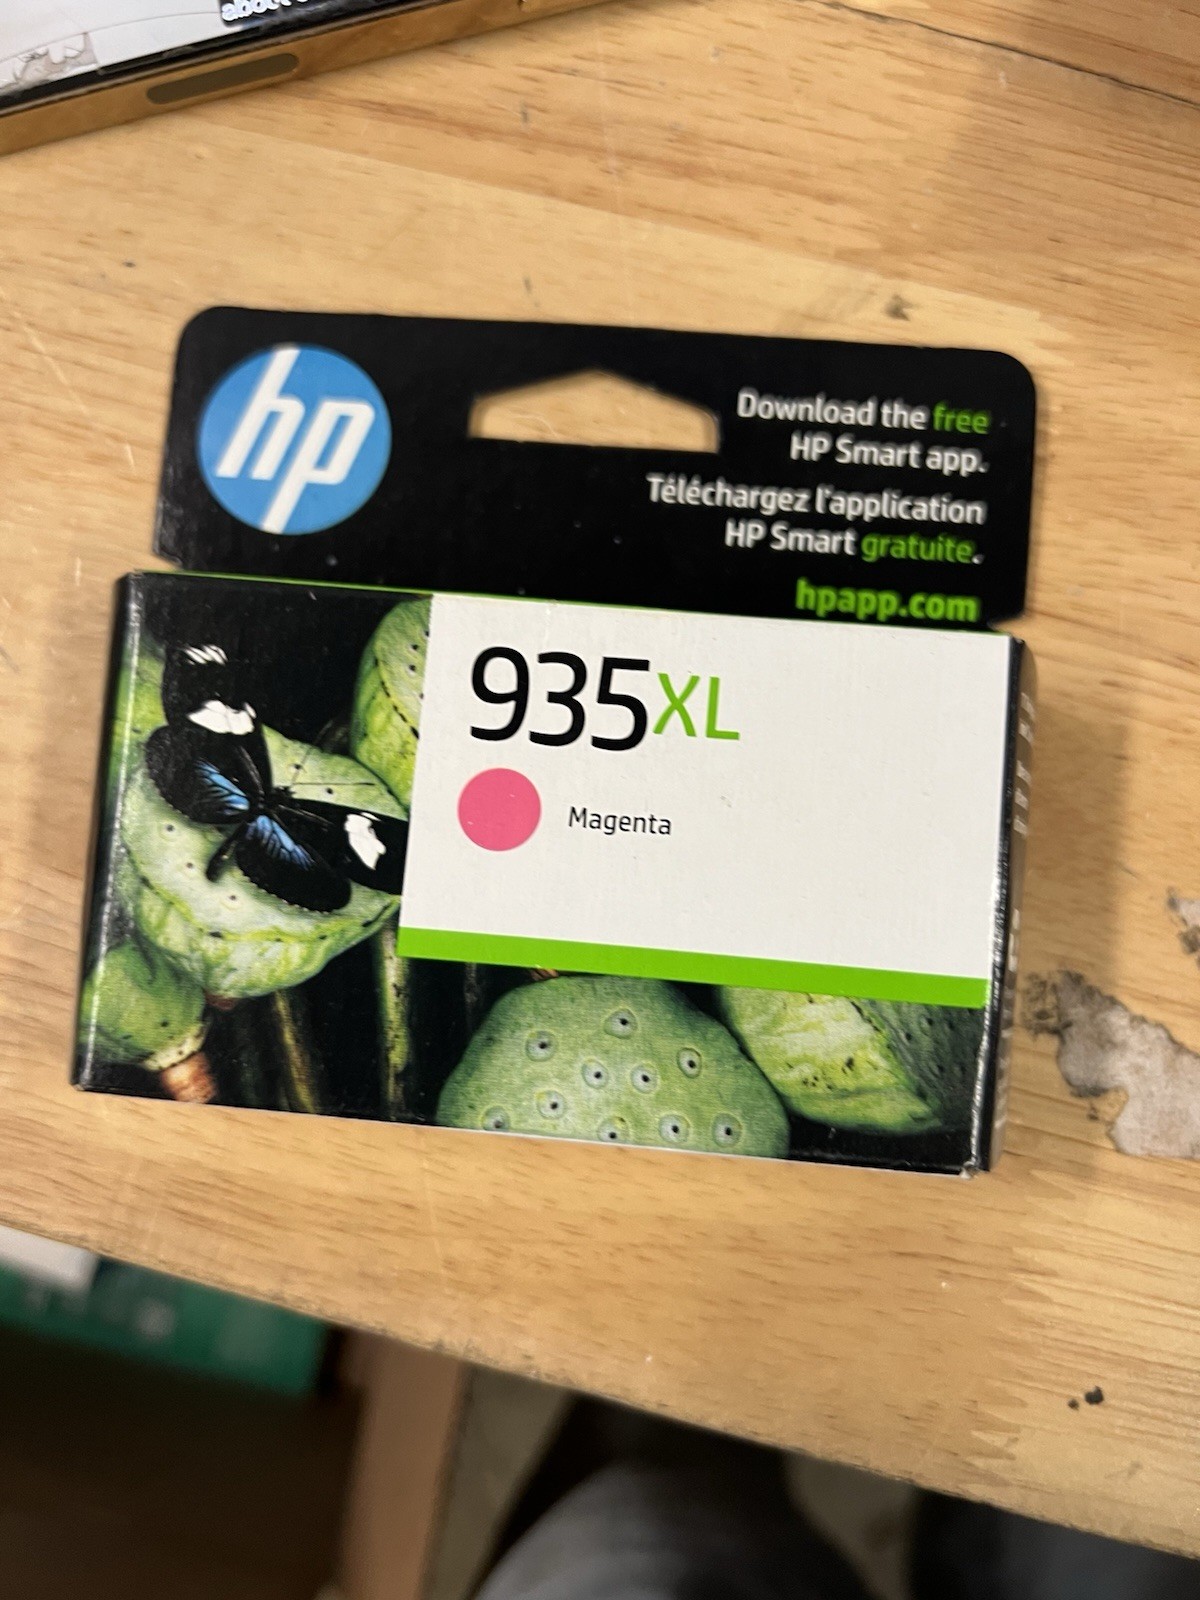 hp
Download the free
HP Smart app.
Téléchargez l'application
HP Smart gratuite.
hpapp.com
935XL
Magenta